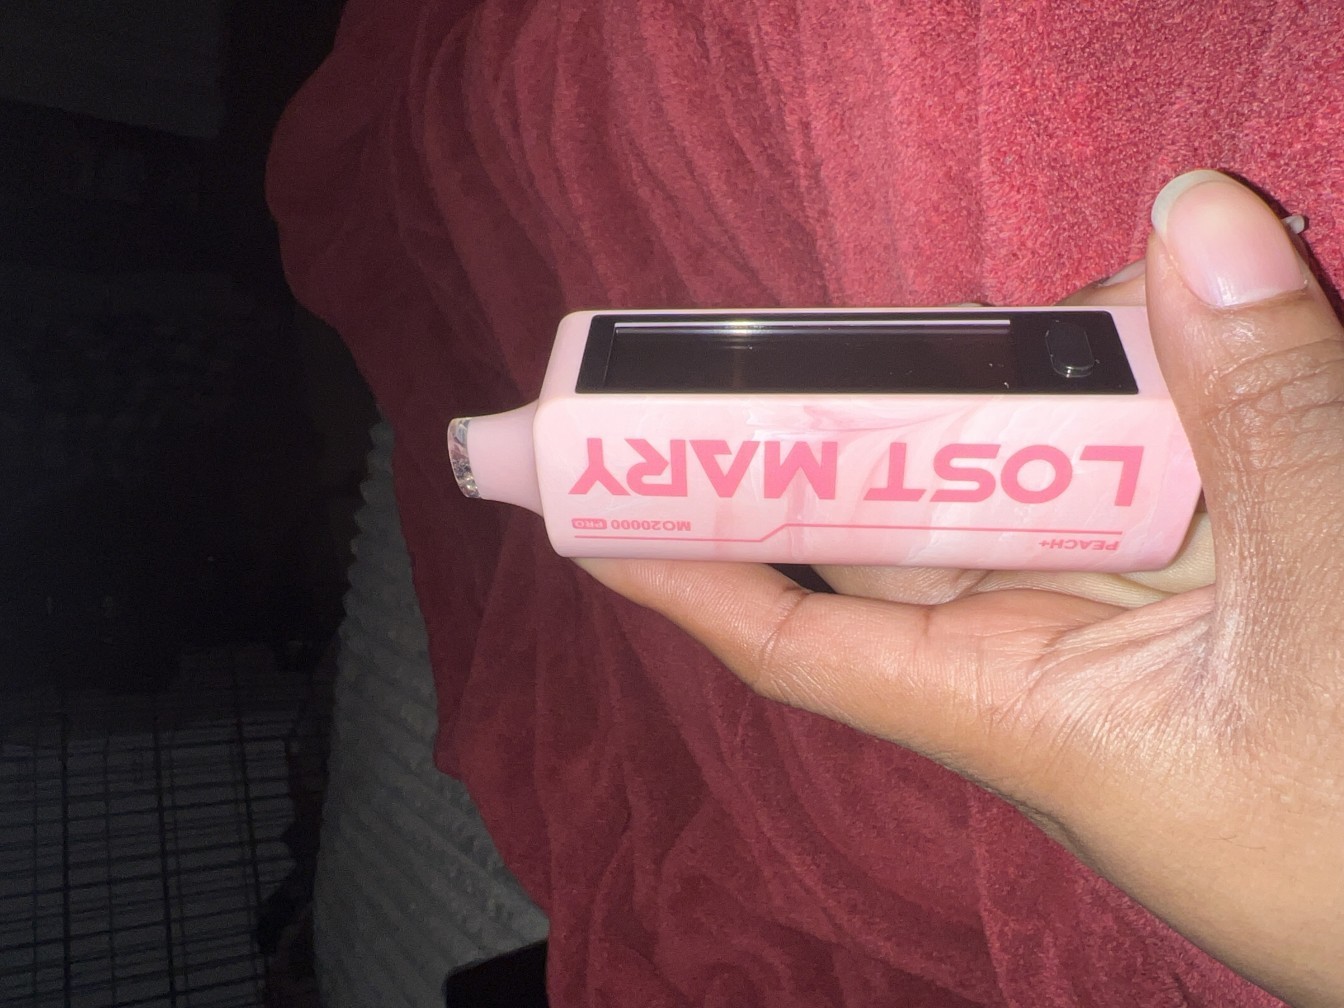 PEACH+
MO20000 PRO
LOST MARY